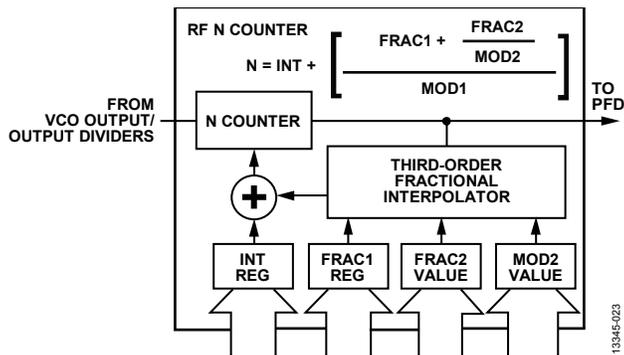 RF N COUNTER
N = INT +
FRAC1 +
FRAC2
MOD2
MOD1
FROM
VCO OUTPUT/
OUTPUT DIVIDERS
N COUNTER
TO
PFD
THIRD-ORDER
FRACTIONAL
INTERPOLATOR
+
INT
REG
FRAC1
REG
FRAC2
VALUE
MOD2
VALUE
13345-023